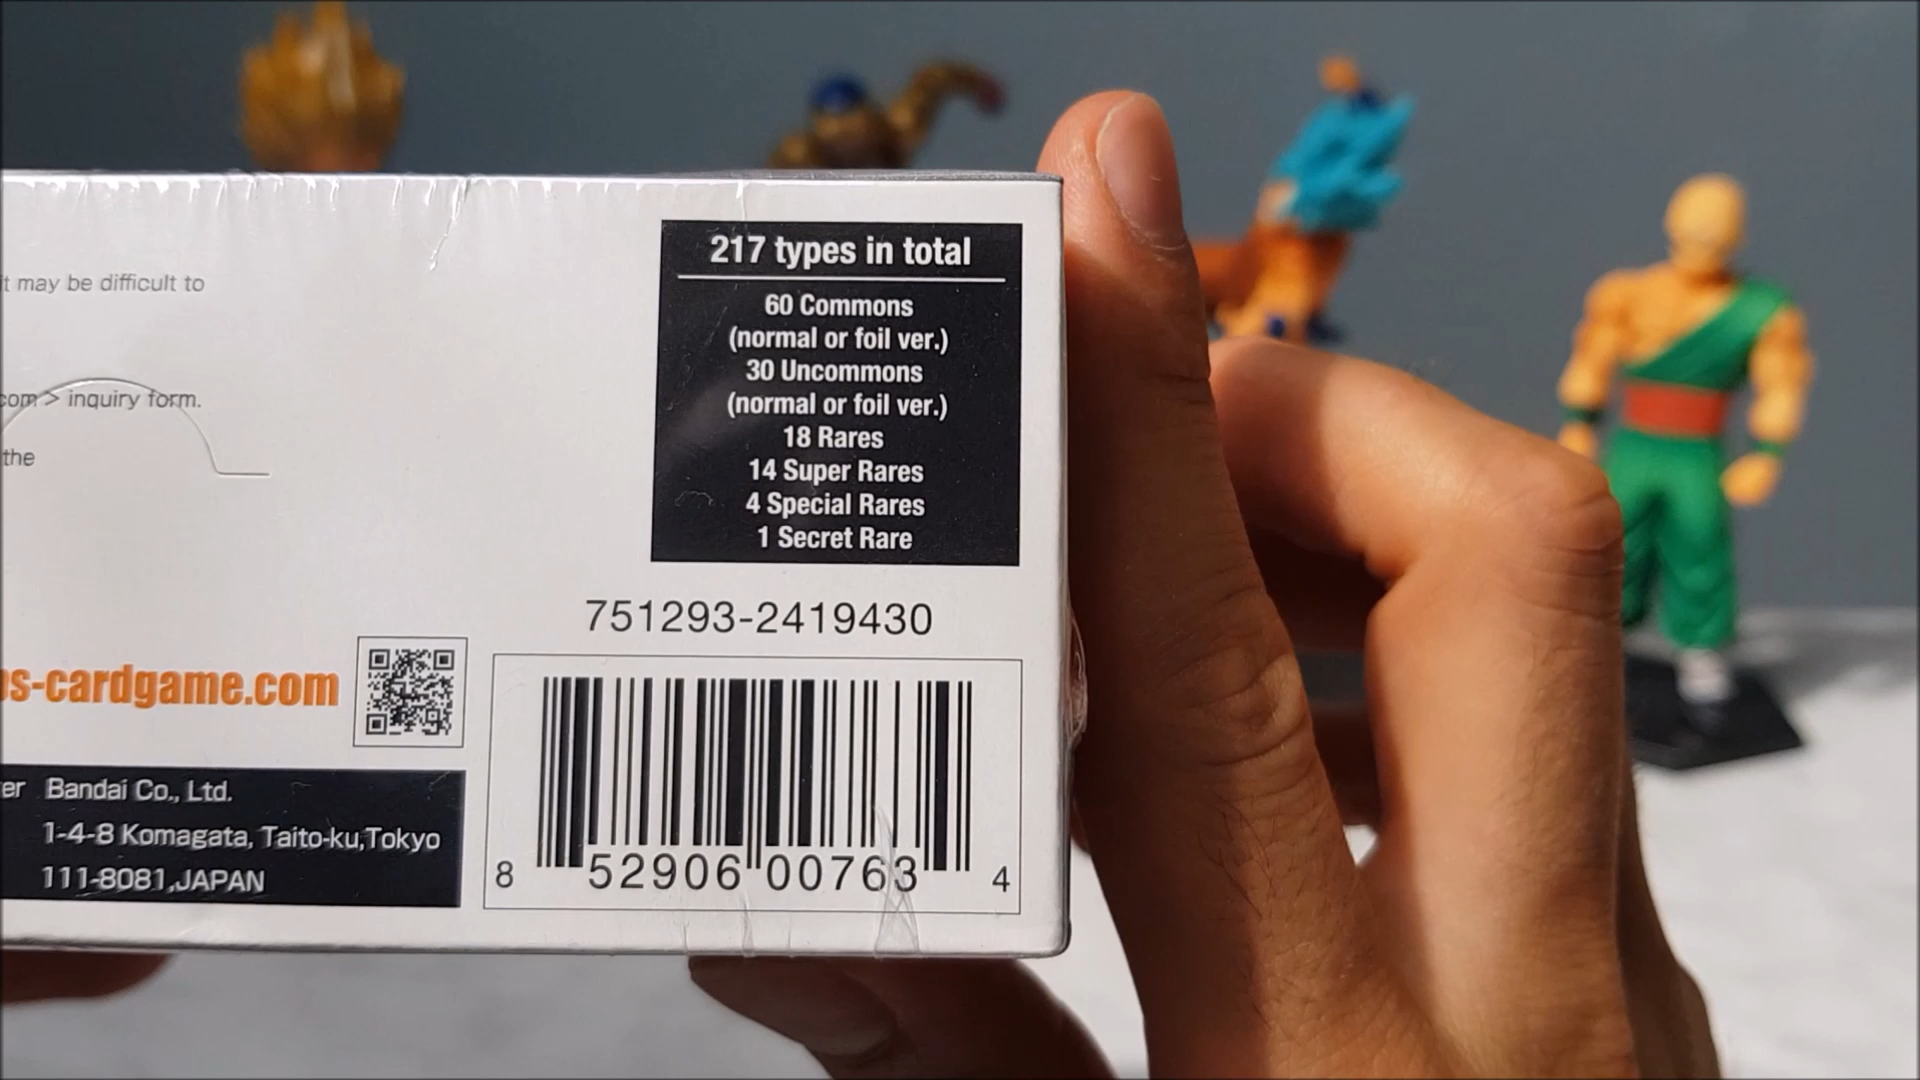 it may be difficult to
com > inquiry form.
the
217 types in total
60 Commons
(normal or foil ver.)
30 Uncommons
(normal or foil ver.)
18 Rares
14 Super Rares
4 Special Rares
1 Secret Rare
751293-2419430
s-cardgame.com
8 52906 00763 4
er Bandai Co., Ltd.
1-4-8 Komagata, Taito-ku,Tokyo
111-8081,JAPAN